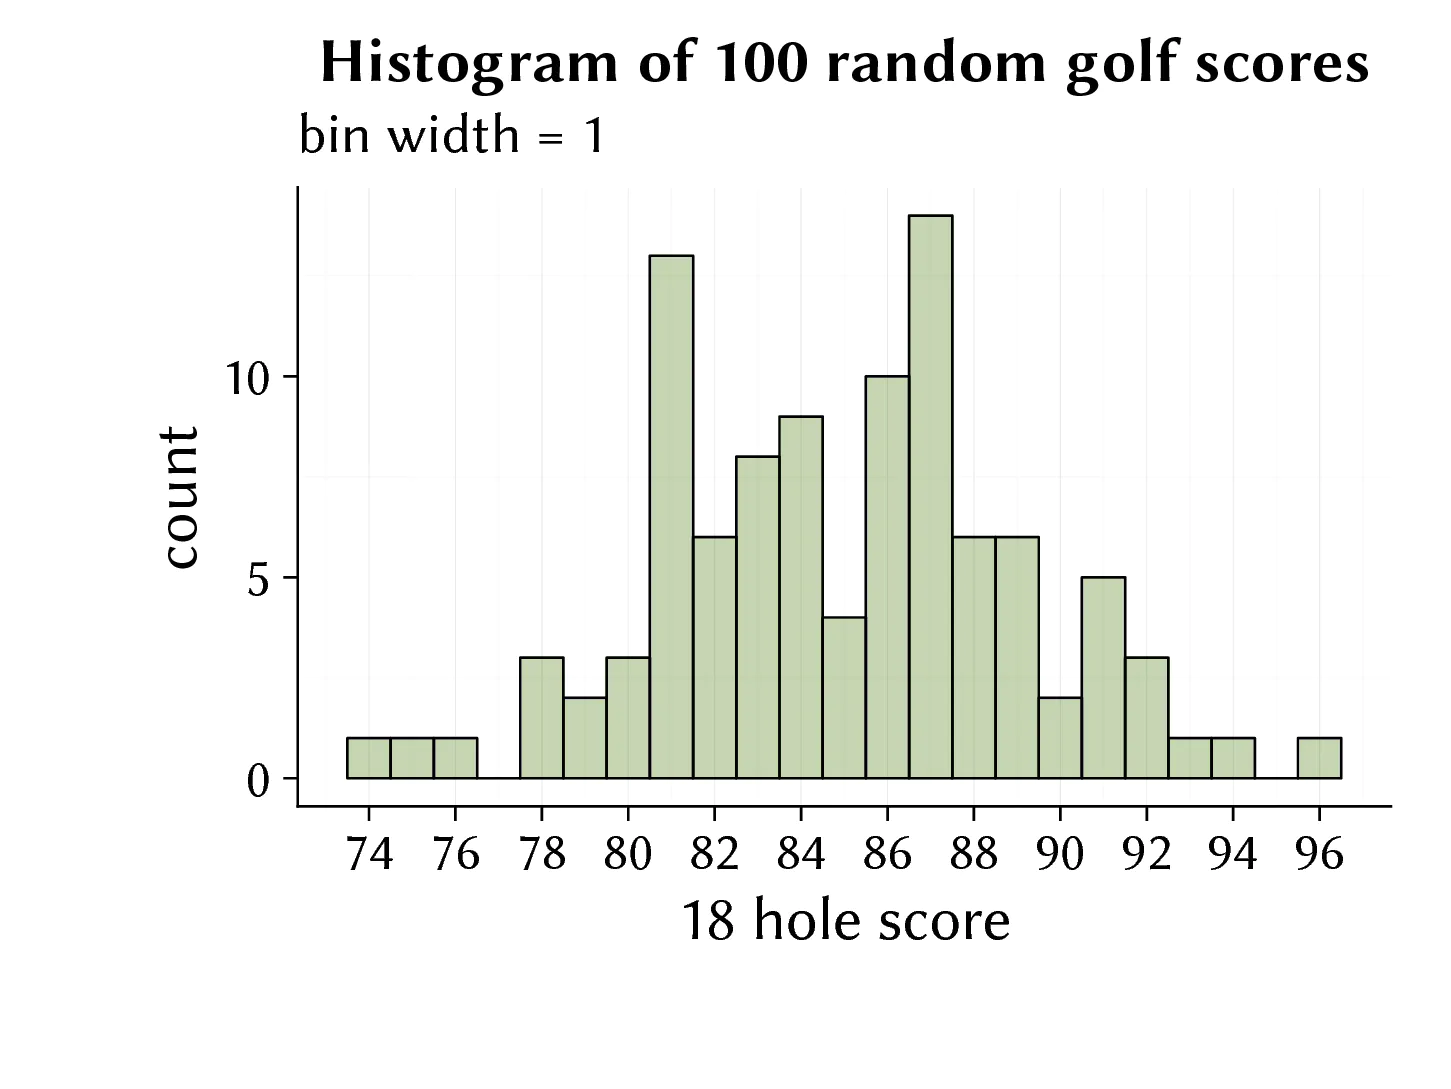 Histogram of 100 random golf scores
bin width = 1
10
5
0
count
74 76 78 80 82 84 86 88 90 92 94 96
18 hole score